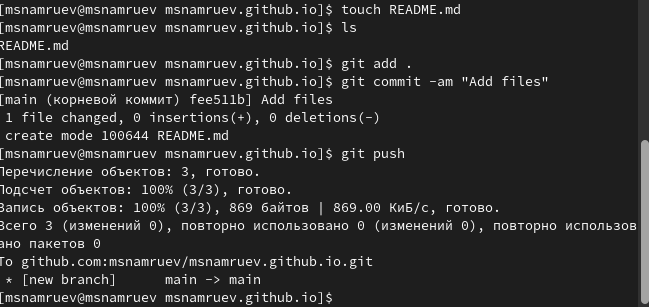 [msnamruev@msnamruev msnamruev.github.io]$ touch README.md
[msnamruev@msnamruev msnamruev.github.io]$ ls
README.md
[msnamruev@msnamruev msnamruev.github.io]$ git add .
[msnamruev@msnamruev msnamruev.github.io]$ git commit -am "Add files"
[main (корневой коммит) fee511b] Add files
 1 file changed, 0 insertions(+), 0 deletions(-)
 create mode 100644 README.md
[msnamruev@msnamruev msnamruev.github.io]$ git push
Перечисление объектов: 3, готово.
Подсчет объектов: 100% (3/3), готово.
Запись объектов: 100% (3/3), 869 байтов | 869.00 КиБ/с, готово.
Всего 3 (изменений 0), повторно использовано 0 (изменений 0), повторно использов
ано пакетов 0
To github.com:msnamruev/msnamruev.github.io.git
 * [new branch]      main -> main
[msnamruev@msnamruev msnamruev.github.io]$